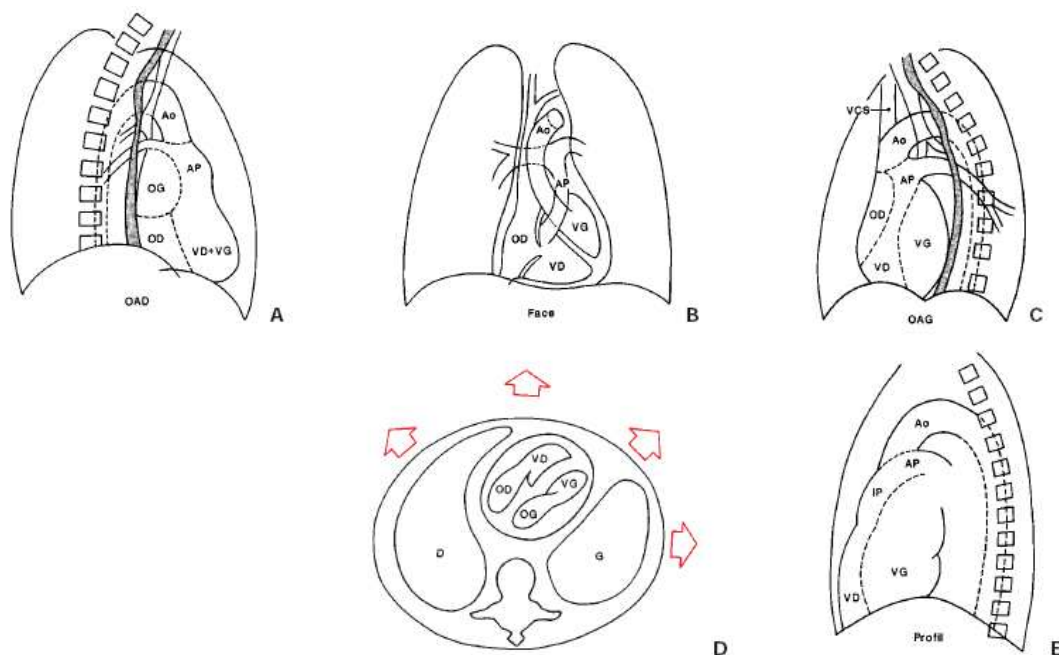 Ao
AP
OG
OD
VD+VG
OAD
A
Ao
AP
OD
VG
VD
Face
B
VCS
Ao
AP
OD
VG
VD
OAG
C
VD
VG
OD
OG
D
G
D
Ao
AP
IP
VG
VD
Profil
E